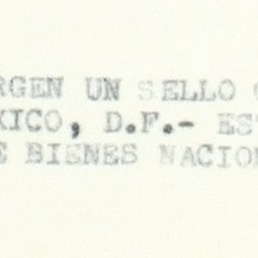 RGEN UN SELLO
XICO, D.F.- EST
E BIENES NACION